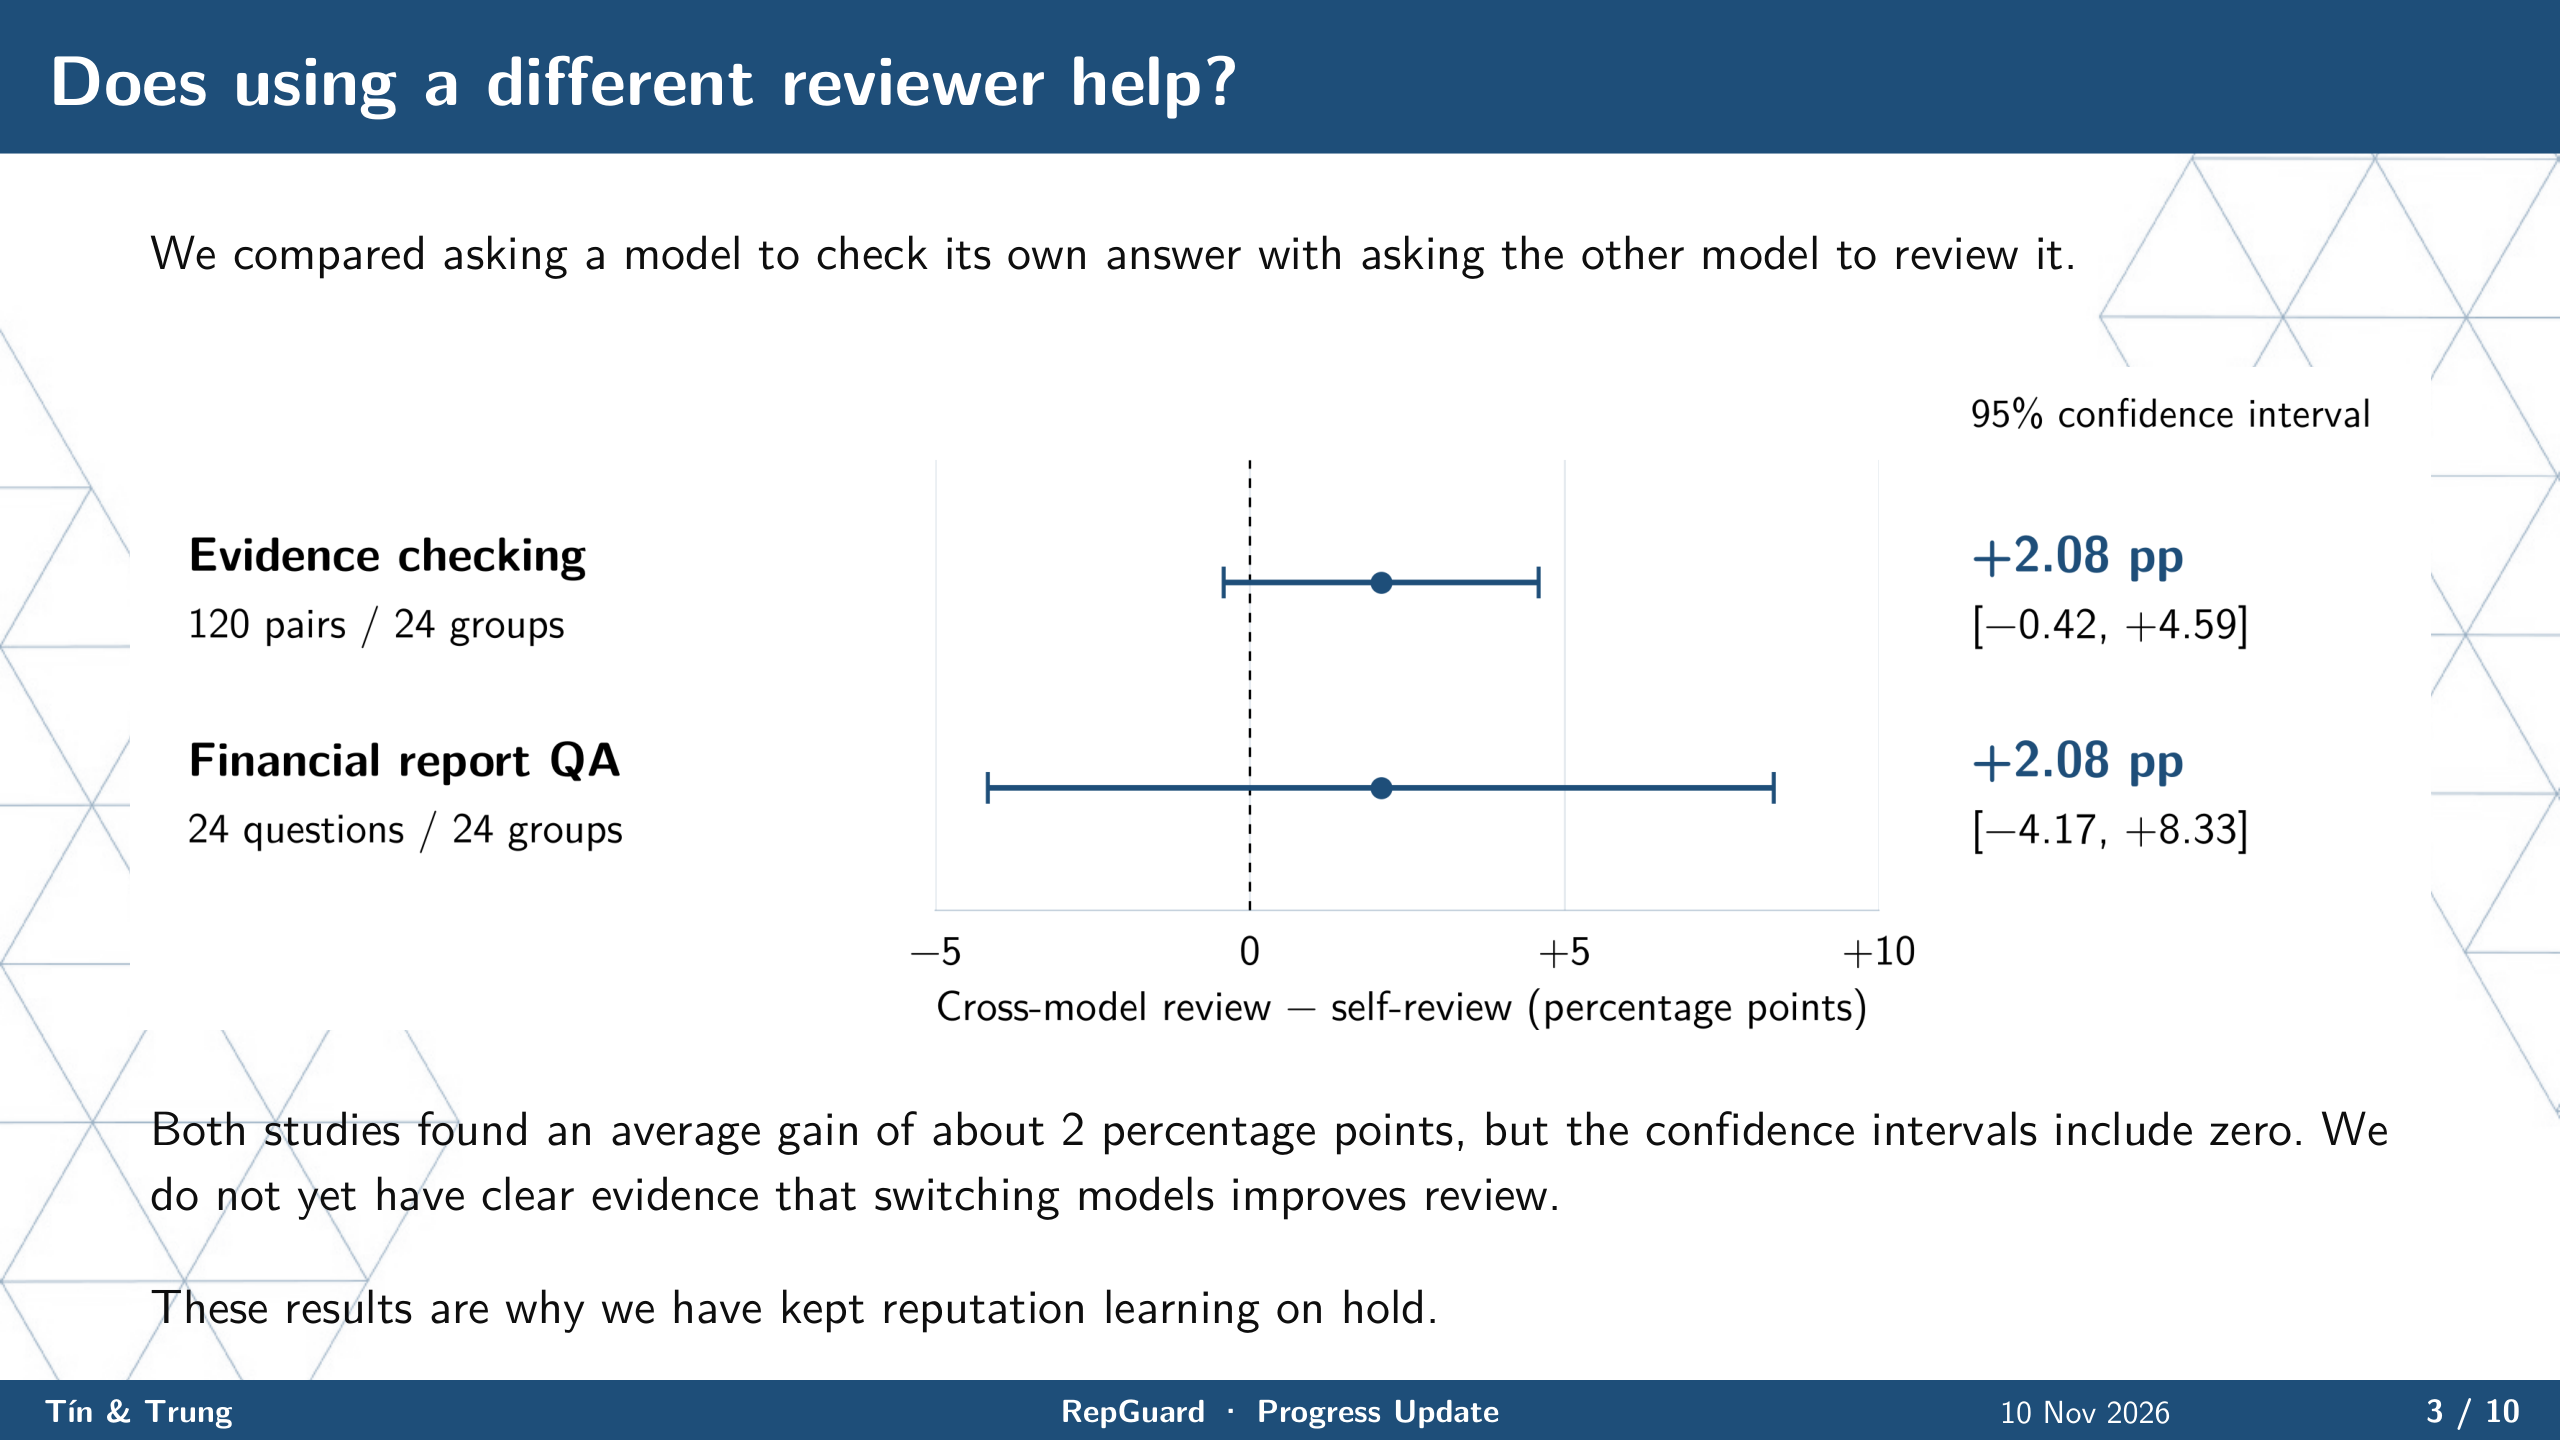 Does using a different reviewer help?
We compared asking a model to check its own answer with asking the other model to review it.
95% confidence interval
Evidence checking
120 pairs / 24 groups
+2.08 pp
[−0.42, +4.59]
Financial report QA
24 questions / 24 groups
+2.08 pp
[−4.17, +8.33]
−5 0 +5 +10
Cross-model review − self-review (percentage points)
Both studies found an average gain of about 2 percentage points, but the confidence intervals include zero. We
do not yet have clear evidence that switching models improves review.
These results are why we have kept reputation learning on hold.
Tín & Trung RepGuard · Progress Update 10 Nov 2026 3 / 10